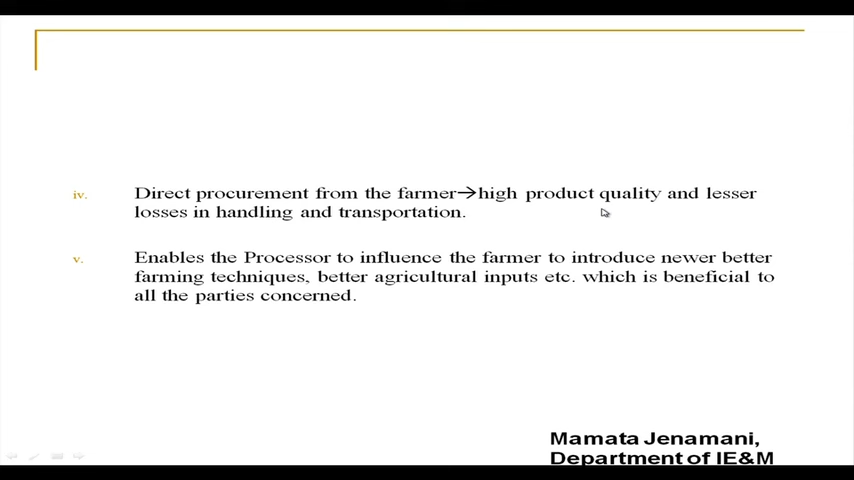 iv. Direct procurement from the farmer→high product quality and lesser
losses in handling and transportation.
v. Enables the Processor to influence the farmer to introduce newer better
farming techniques, better agricultural inputs etc. which is beneficial to
all the parties concerned.
Mamata Jenamani,
Department of IE&M